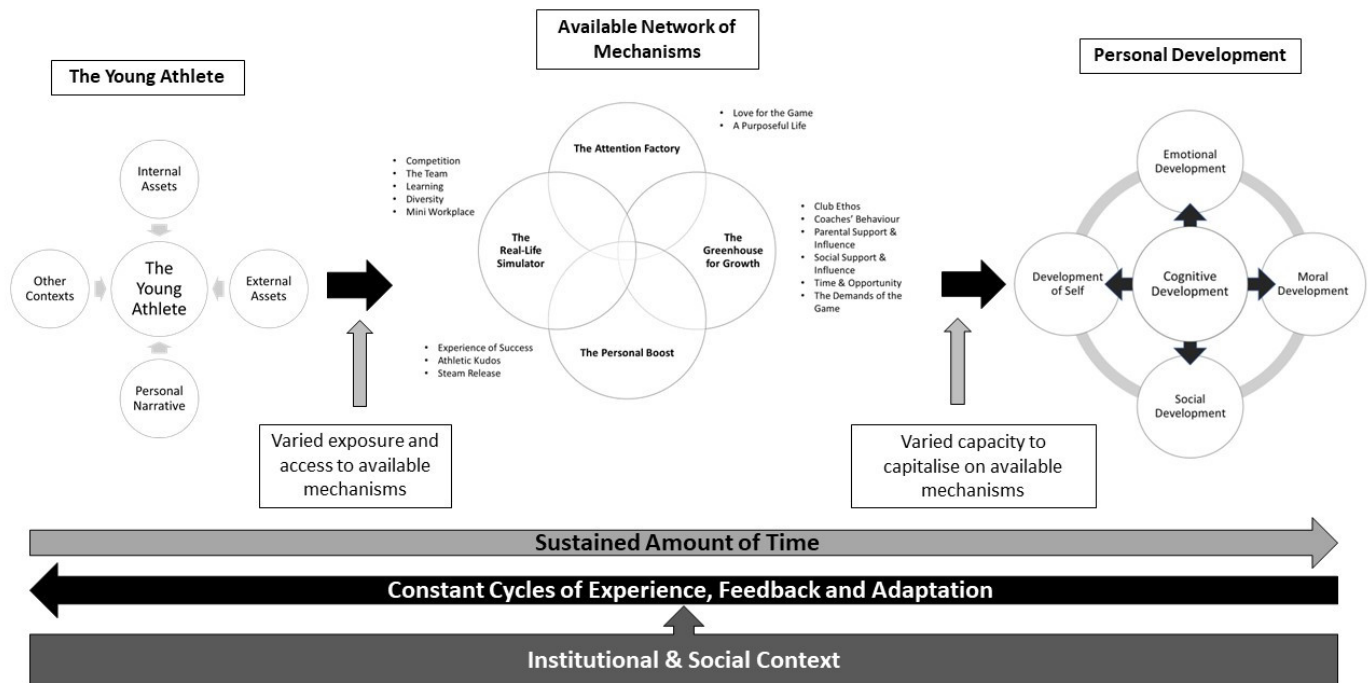 The Young Athlete
Internal
Assets
Other
Contexts
The
Young
Athlete
External
Assets
Personal
Narrative
Varied exposure and
access to available
mechanisms
Available Network of
Mechanisms
The Attention Factory
• Love for the Game
• A Purposeful Life
• Competition
• The Team
• Learning
• Diversity
• Mini Workplace
The
Real-Life
Simulator
The
Greenhouse
for Growth
• Club Ethos
• Coaches' Behaviour
• Parental Support &
Influence
• Social Support &
Influence
• Time & Opportunity
• The Demands of the
Game
The Personal Boost
• Experience of Success
• Athletic Kudos
• Steam Release
Varied capacity to
capitalise on available
mechanisms
Personal Development
Emotional
Development
Development
of Self
Cognitive
Development
Moral
Development
Social
Development
Sustained Amount of Time
Constant Cycles of Experience, Feedback and Adaptation
Institutional & Social Context